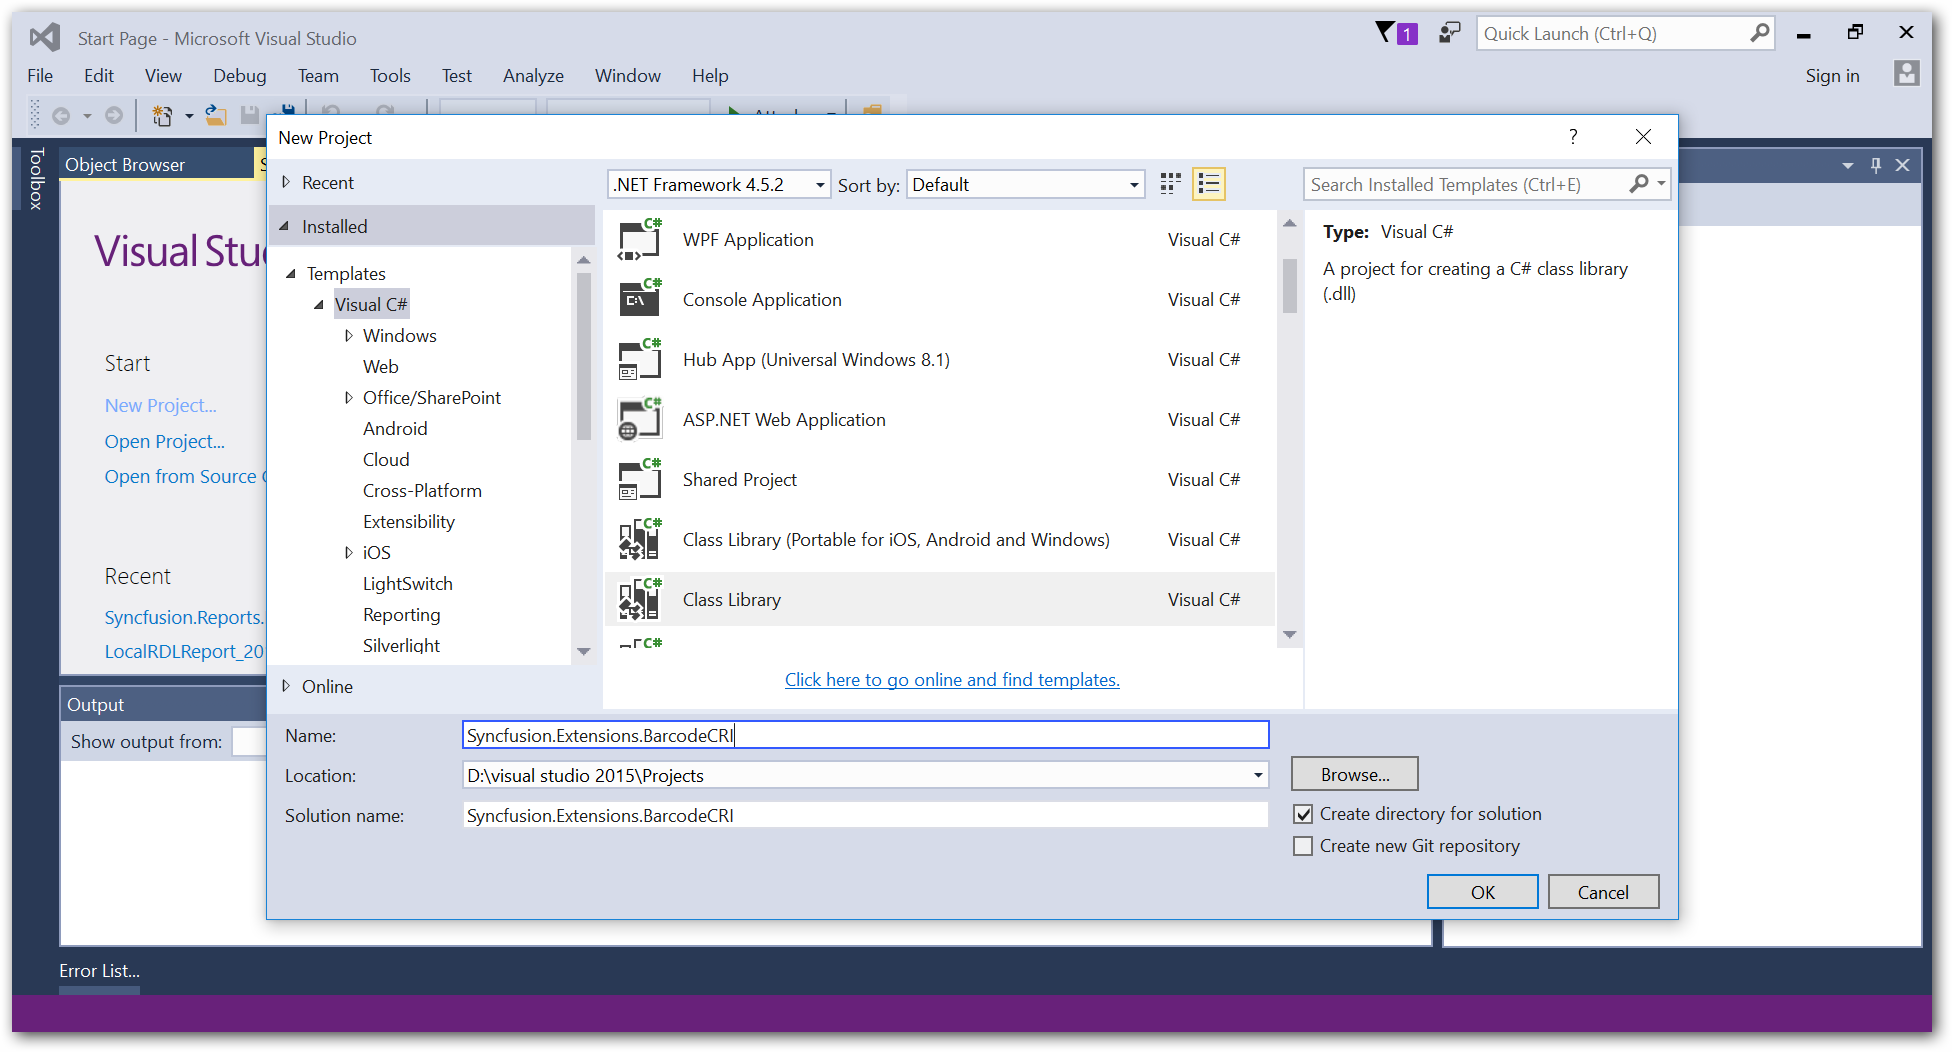 Start Page - Microsoft Visual Studio
1
Quick Launch (Ctrl+Q)
File Edit View Debug Team Tools Test Analyze Window Help
Sign in
Toolbox
Object Browser
Visual Stu
Start
New Project...
Open Project...
Open from Source
Recent
Syncfusion.Reports.
LocalRDLReport_20
Output
Show output from:
Error List...
New Project
?
Recent
Installed
Templates
Visual C#
Windows
Web
Office/SharePoint
Android
Cloud
Cross-Platform
Extensibility
iOS
LightSwitch
Reporting
Silverlight
Online
.NET Framework 4.5.2
Sort by: Default
Search Installed Templates (Ctrl+E)
C#
WPF Application Visual C#
C#
C:\
Console Application Visual C#
C#
Hub App (Universal Windows 8.1) Visual C#
C#
ASP.NET Web Application Visual C#
C#
Shared Project Visual C#
C#
Class Library (Portable for iOS, Android and Windows) Visual C#
C#
Class Library Visual C#
C#
Click here to go online and find templates.
Type: Visual C#
A project for creating a C# class library
(.dll)
Name: Syncfusion.Extensions.BarcodeCRI
Location: D:\visual studio 2015\Projects
Browse...
Solution name: Syncfusion.Extensions.BarcodeCRI
Create directory for solution
Create new Git repository
OK Cancel